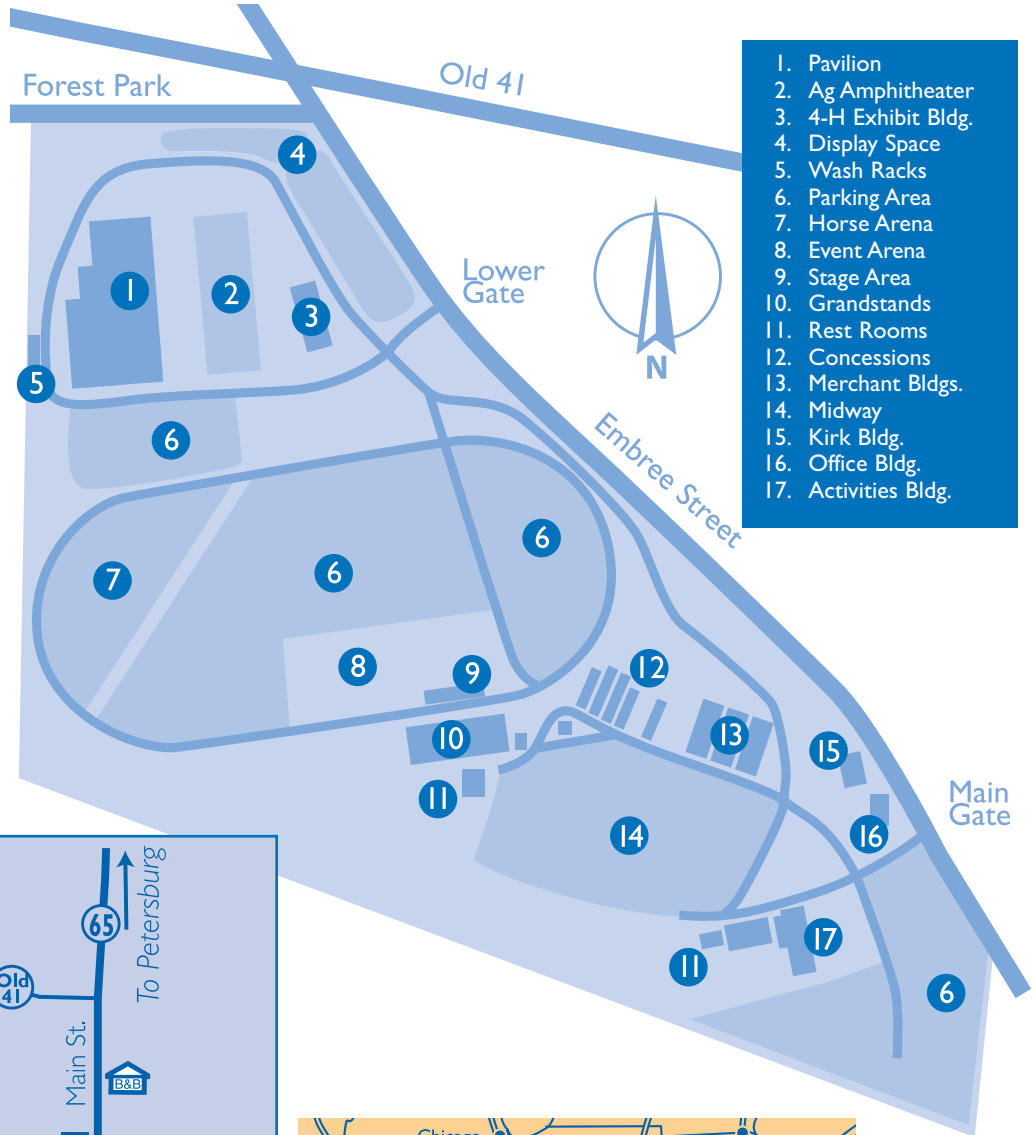 Forest Park
Old 41
Lower
Gate
N
Embree Street
Main
Gate
1. Pavilion
2. Ag Amphitheater
3. 4-H Exhibit Bldg.
4. Display Space
5. Wash Racks
6. Parking Area
7. Horse Arena
8. Event Arena
9. Stage Area
10. Grandstands
11. Rest Rooms
12. Concessions
13. Merchant Bldgs.
14. Midway
15. Kirk Bldg.
16. Office Bldg.
17. Activities Bldg.
4
1
2
3
5
6
7
6
6
8
9
10
11
12
13
14
15
16
17
11
6
65
To Petersburg
Old
41
Main St.
B&B
Chicago